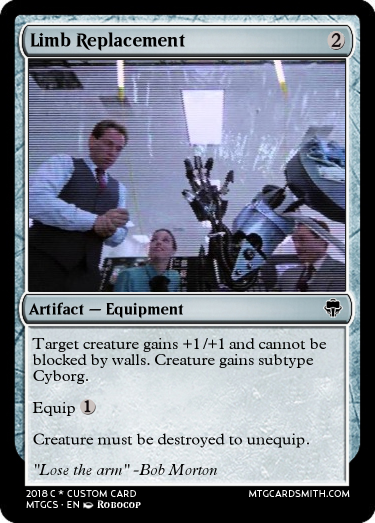 Limb Replacement 2
Artifact — Equipment
Target creature gains +1/+1 and cannot be
blocked by walls. Creature gains subtype
Cyborg.
Equip 1
Creature must be destroyed to unequip.
"Lose the arm" -Bob Morton
2018 C * CUSTOM CARD MTGCARDSMITH.COM
MTGCS · EN ROBOCOP